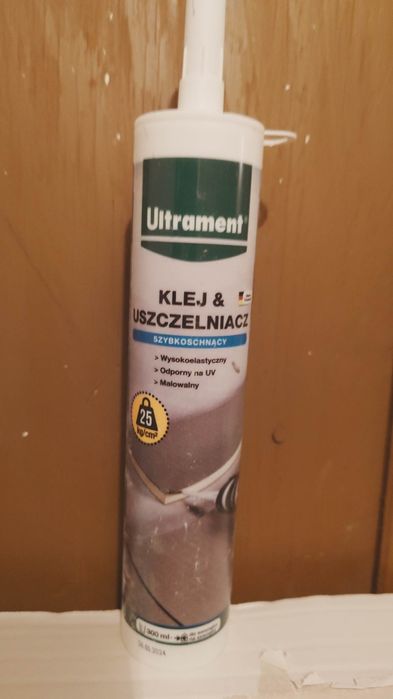 Ultrament
KLEJ &
USZCZELNIACZ
SZYBKOSCHNĄCY
> Wysokoelastyczny
> Odporny na UV
> Malowalny
25
kg/cm²
300 ml